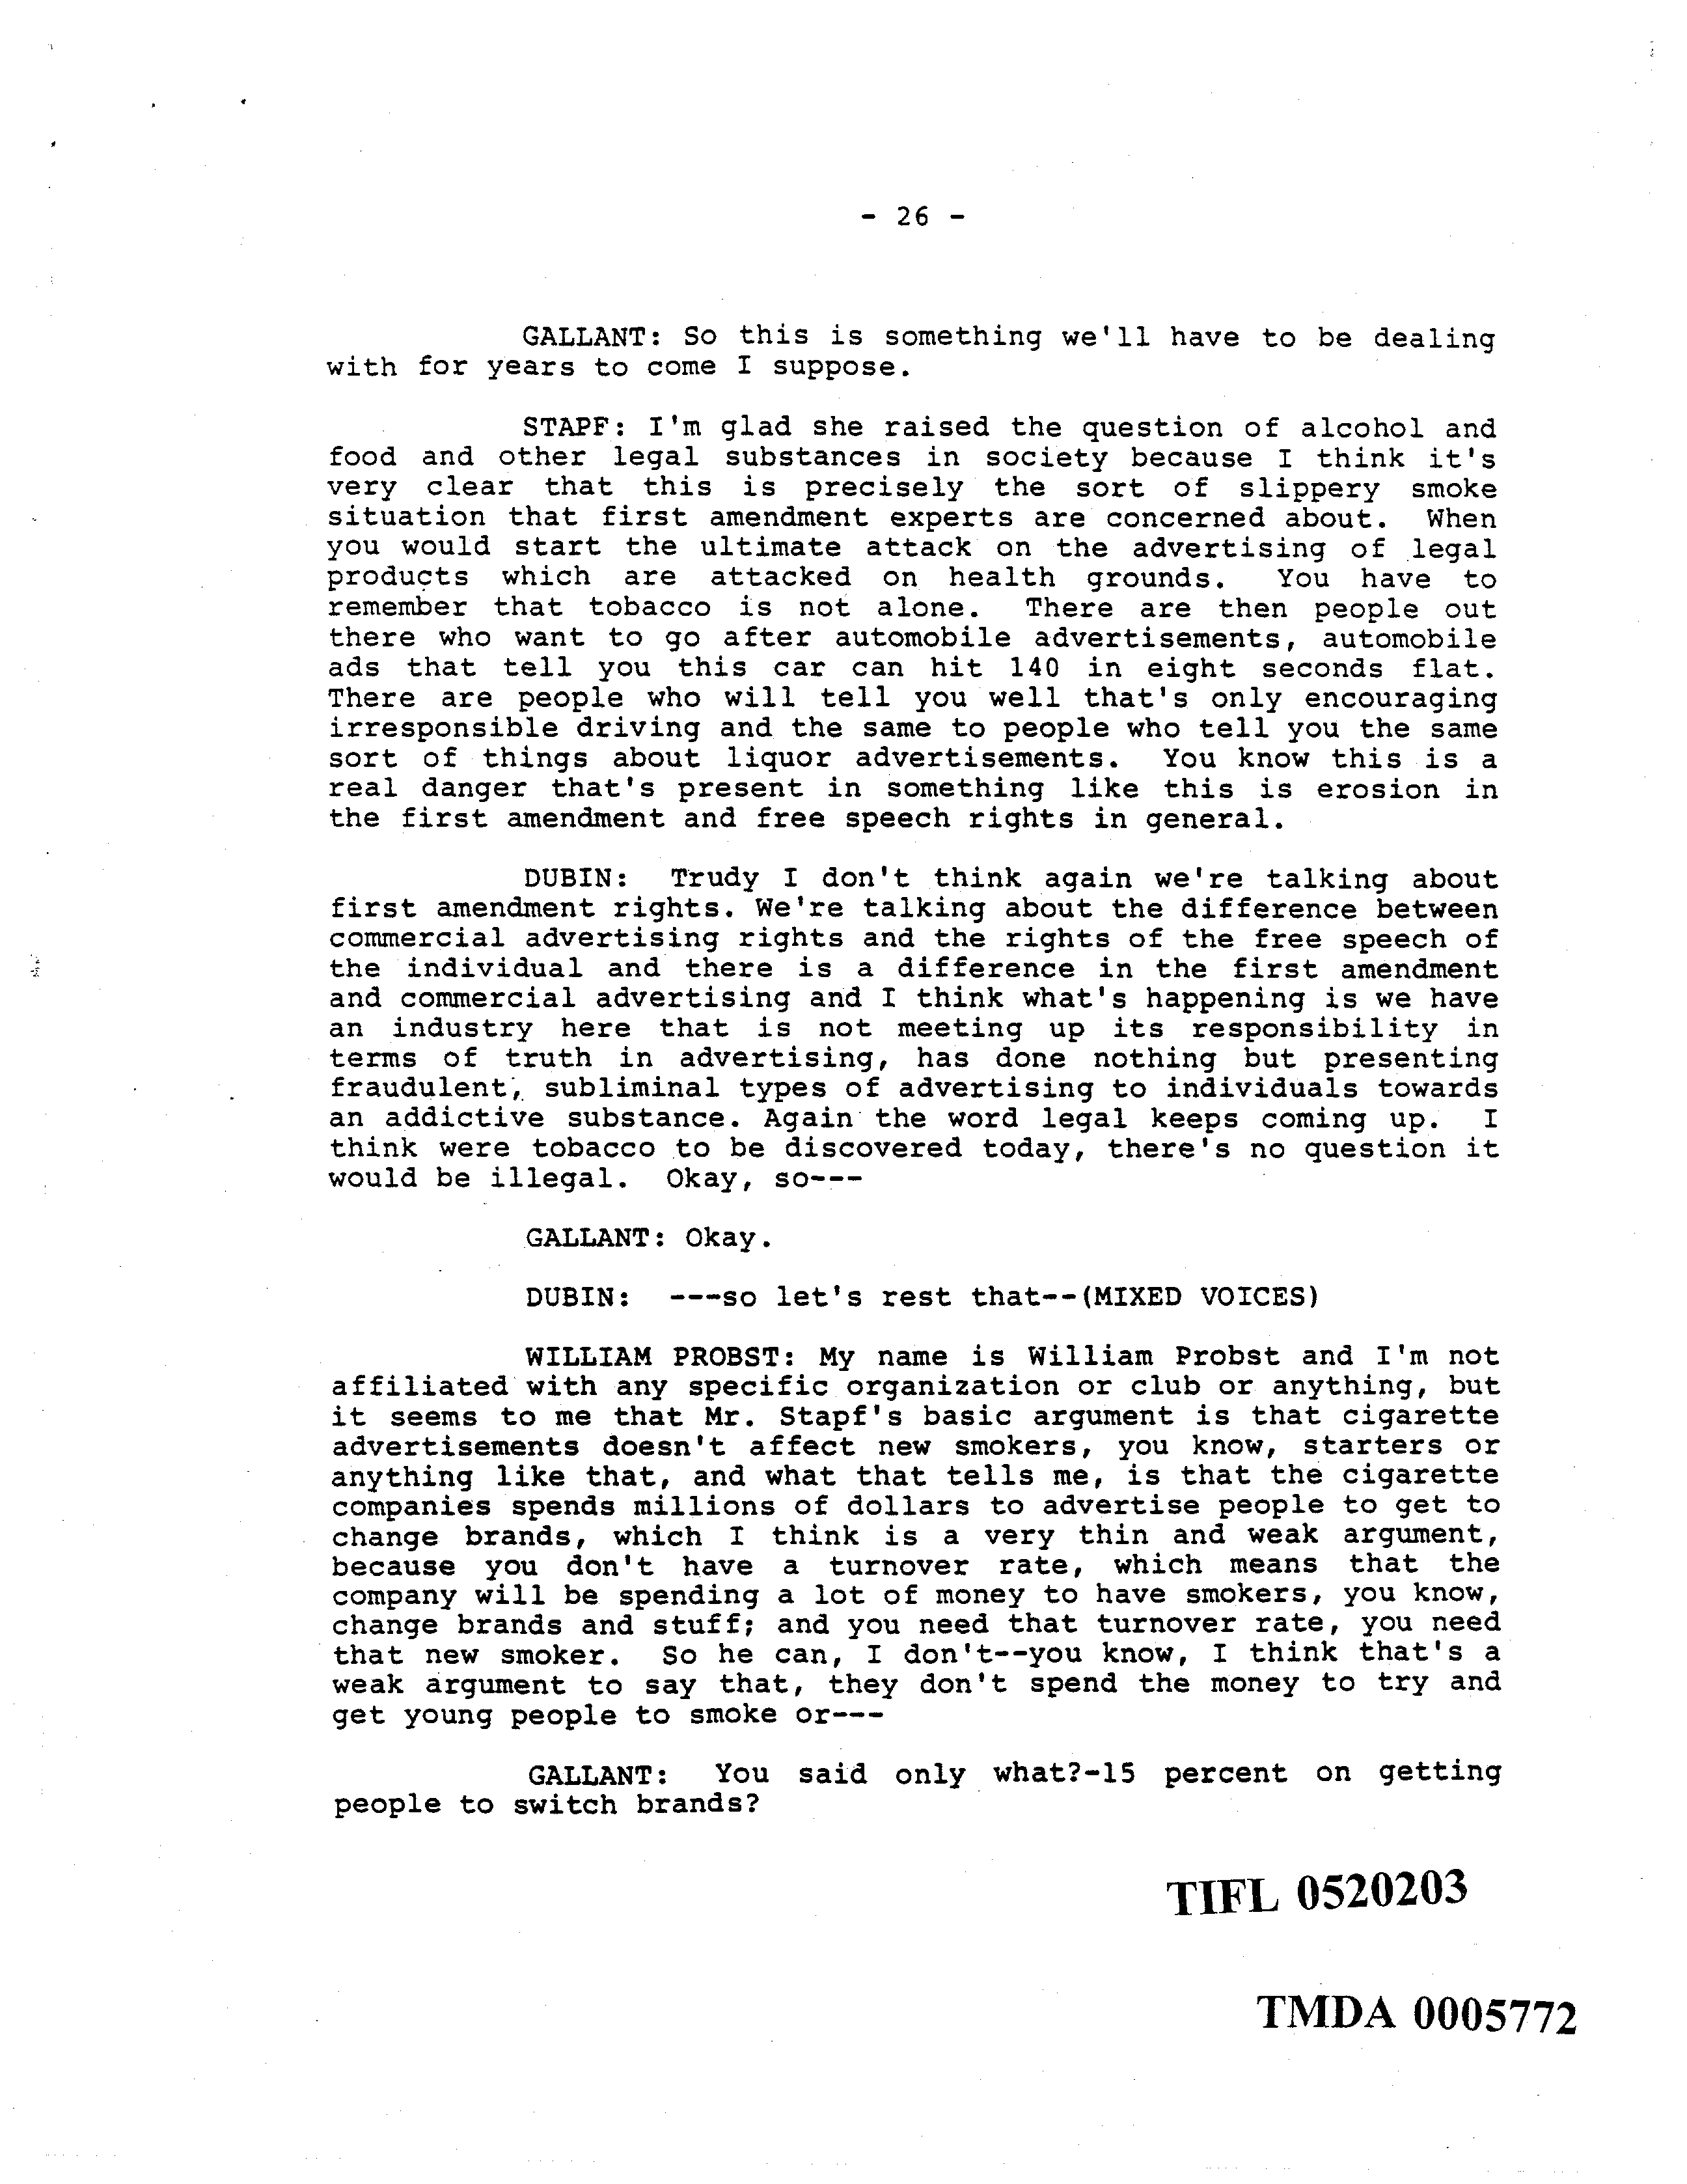 - 26 -
GALLANT: So this is something we'll have to be dealing
with for years to come I suppose.
STAPF: I'm glad she raised the question of alcohol and
food and other legal substances in society because I think it's
very clear that this is precisely the sort of slippery smoke
situation that first amendment experts are concerned about. When
you would start the ultimate attack on the advertising of legal
products which are attacked on health grounds. You have to
remember that tobacco is not alone. There are then people out
there who want to go after automobile advertisements, automobile
ads that tell you this car can hit 140 in eight seconds flat.
There are people who will tell you well that's only encouraging
irresponsible driving and the same to people who tell you the same
sort of things about liquor advertisements. You know this is a
real danger that's present in something like this is erosion in
the first amendment and free speech rights in general.
DUBIN: Trudy I don't think again we're talking about
first amendment rights. We're talking about the difference between
commercial advertising rights and the rights of the free speech of
the individual and there is a difference in the first amendment
and commercial advertising and I think what's happening is we have
an industry here that is not meeting up its responsibility in
terms of truth in advertising, has done nothing but presenting
fraudulent, subliminal types of advertising to individuals towards
an addictive substance. Again the word legal keeps coming up. I
think were tobacco to be discovered today, there's no question it
would be illegal. Okay, so---
GALLANT: Okay.
DUBIN: ---so let's rest that--(MIXED VOICES)
WILLIAM PROBST: My name is William Probst and I'm not
affiliated with any specific organization or club or anything, but
it seems to me that Mr. Stapf's basic argument is that cigarette
advertisements doesn't affect new smokers, you know, starters or
anything like that, and what that tells me, is that the cigarette
companies spends millions of dollars to advertise people to get to
change brands, which I think is a very thin and weak argument,
because you don't have a turnover rate, which means that the
company will be spending a lot of money to have smokers, you know,
change brands and stuff; and you need that turnover rate, you need
that new smoker. So he can, I don't--you know, I think that's a
weak argument to say that, they don't spend the money to try and
get young people to smoke or---
GALLANT: You said only what?-15 percent on getting
people to switch brands?
TIFL 0520203
TMDA 0005772